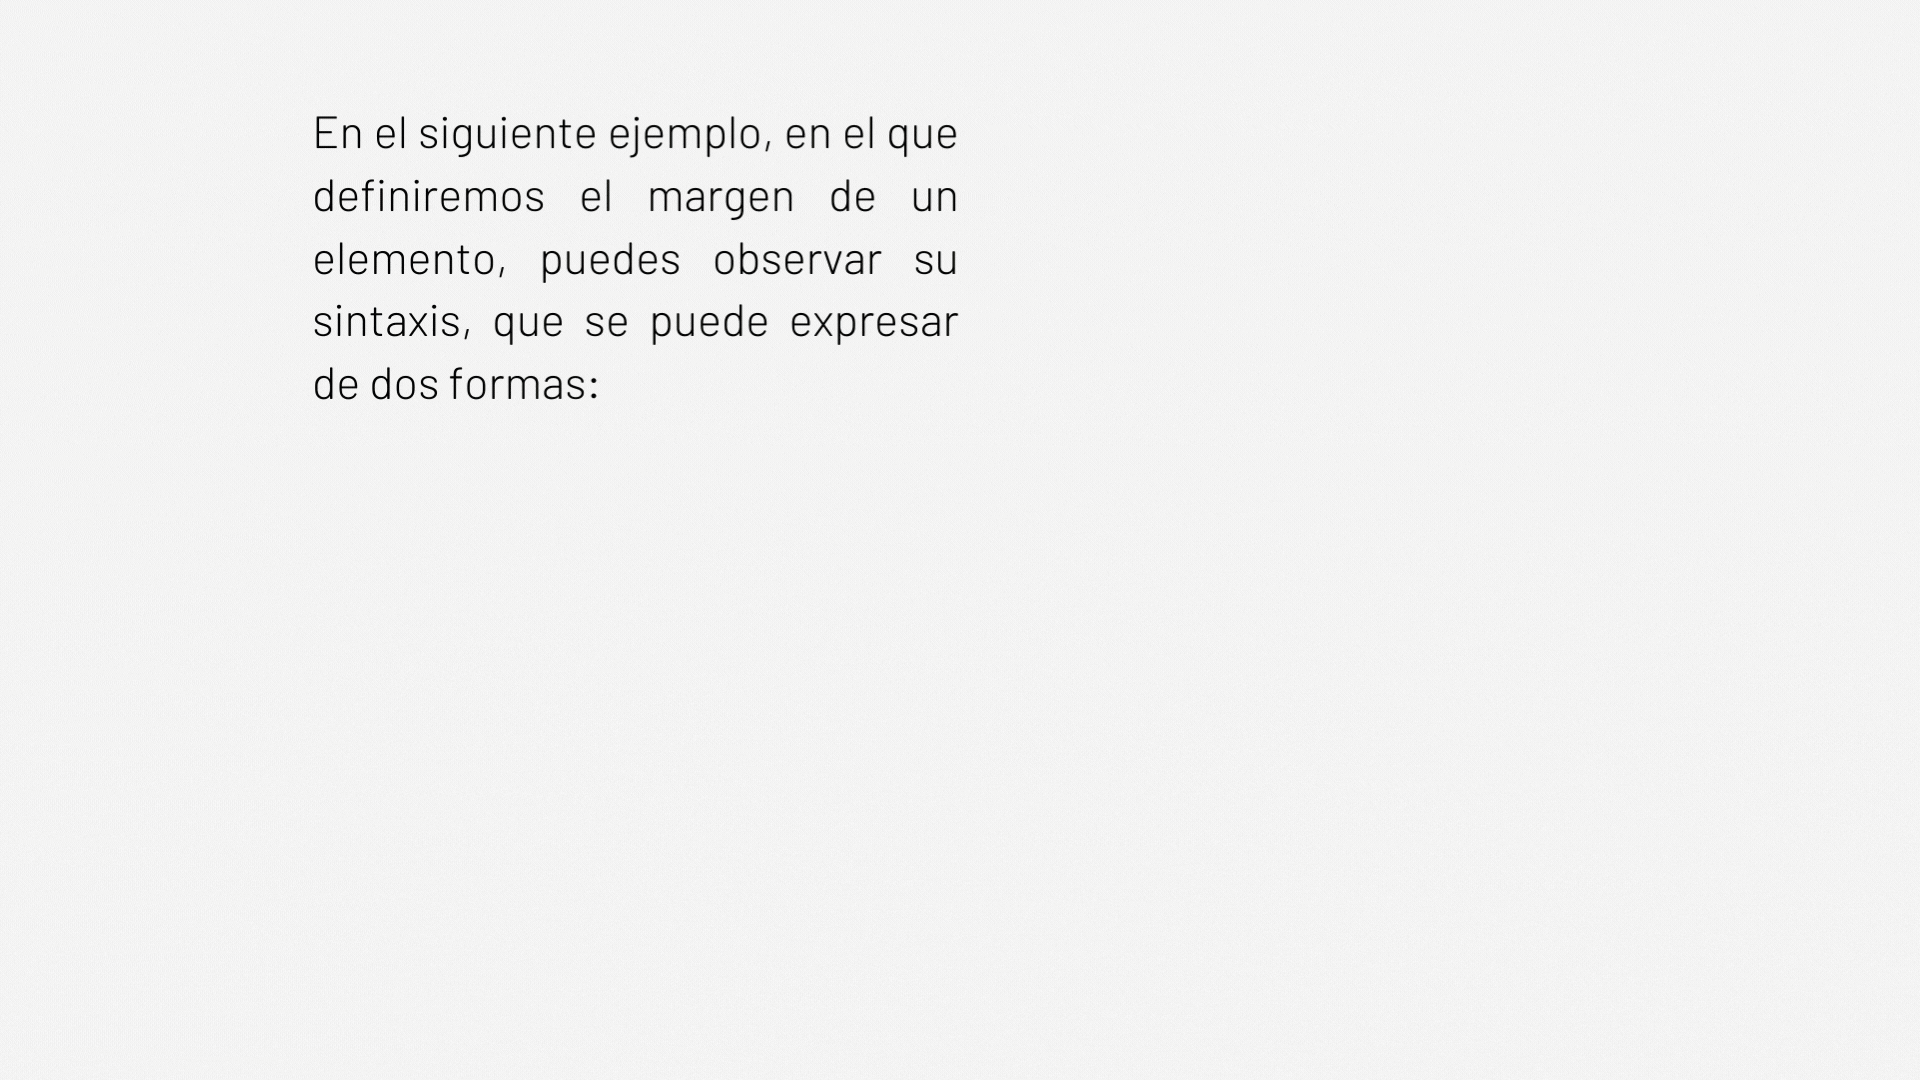 En el siguiente ejemplo, en el que
definiremos el margen de un
elemento, puedes observar su
sintaxis, que se puede expresar
de dos formas: